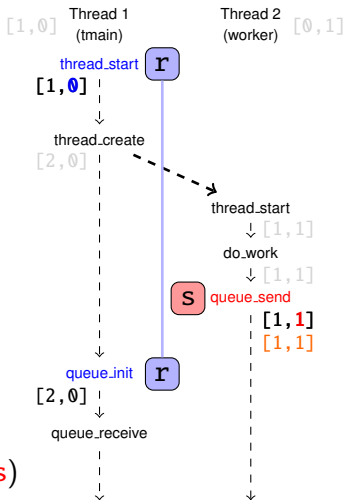 Thread 1
(tmain)
Thread 2
(worker)
[1,0]
[0,1]
thread_start
r
[1,0]
thread_create
[2,0]
thread_start
[1,1]
do_work
[1,1]
s
queue_send
[1,1]
[1,1]
queue_init
r
[2,0]
queue_receive
s)